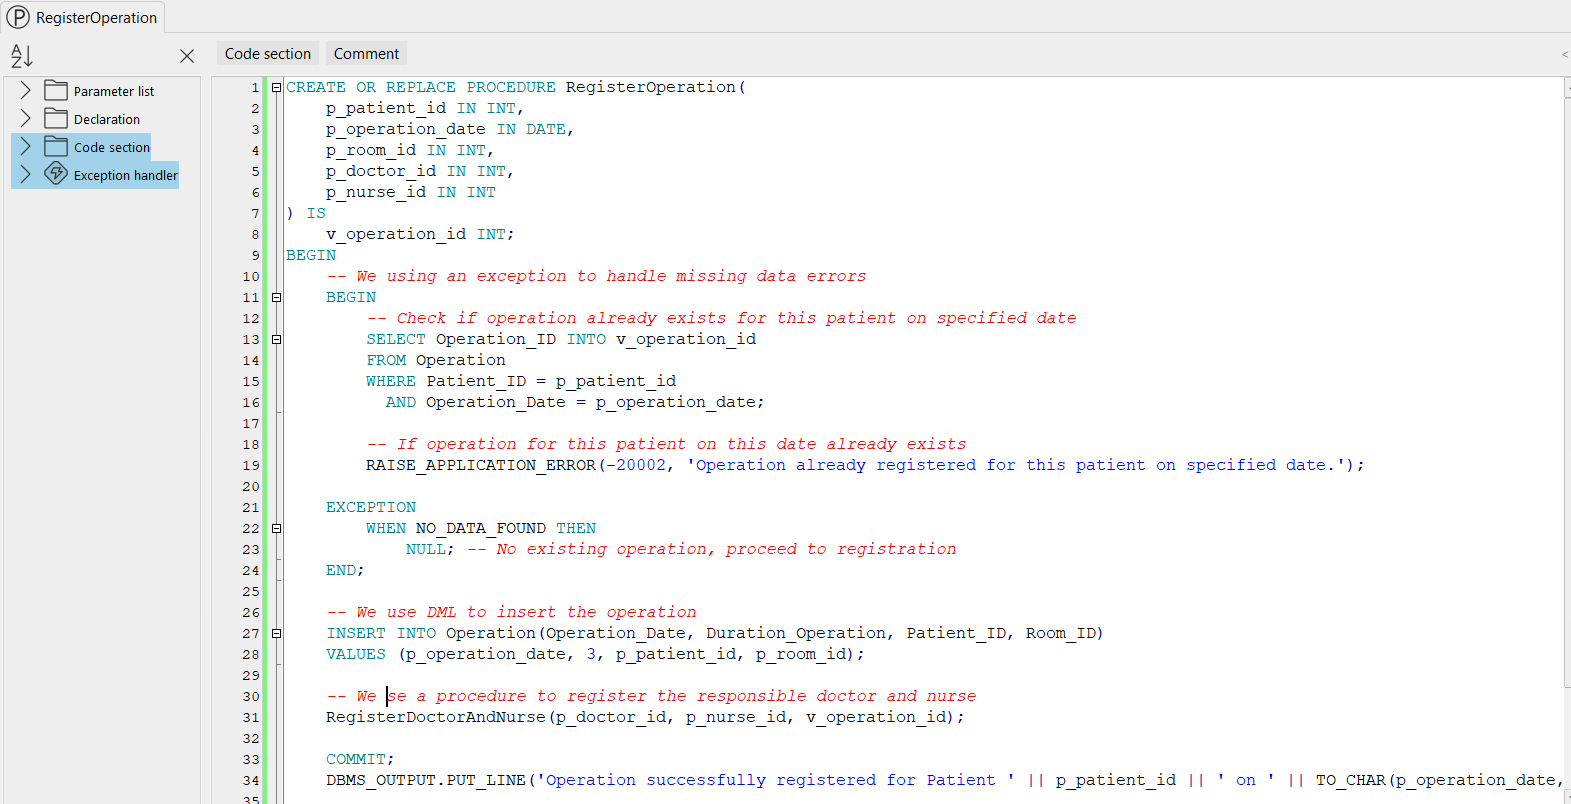 RegisterOperation
Code section Comment
Parameter list
Declaration
Code section
Exception handler
1 CREATE OR REPLACE PROCEDURE RegisterOperation(
2 p_patient_id IN INT,
3 p_operation_date IN DATE,
4 p_room_id IN INT,
5 p_doctor_id IN INT,
6 p_nurse_id IN INT
7 ) IS
8 v_operation_id INT;
9 BEGIN
10 -- We using an exception to handle missing data errors
11 BEGIN
12 -- Check if operation already exists for this patient on specified date
13 SELECT Operation_ID INTO v_operation_id
14 FROM Operation
15 WHERE Patient_ID = p_patient_id
16 AND Operation_Date = p_operation_date;
17
18 -- If operation for this patient on this date already exists
19 RAISE_APPLICATION_ERROR(-20002, 'Operation already registered for this patient on specified date.');
20
21 EXCEPTION
22 WHEN NO_DATA_FOUND THEN
23 NULL; -- No existing operation, proceed to registration
24 END;
25
26 -- We use DML to insert the operation
27 INSERT INTO Operation(Operation_Date, Duration_Operation, Patient_ID, Room_ID)
28 VALUES (p_operation_date, 3, p_patient_id, p_room_id);
29
30 -- We se a procedure to register the responsible doctor and nurse
31 RegisterDoctorAndNurse(p_doctor_id, p_nurse_id, v_operation_id);
32
33 COMMIT;
34 DBMS_OUTPUT.PUT_LINE('Operation successfully registered for Patient ' || p_patient_id || ' on ' || TO_CHAR(p_operation_date,
35